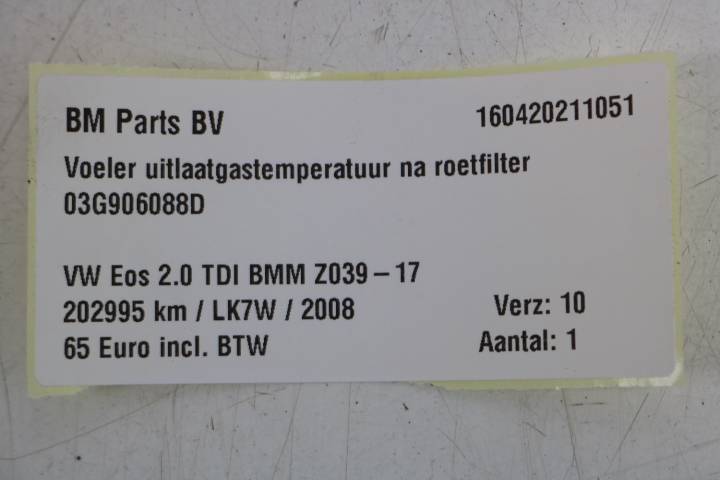 BM Parts BV 160420211051
Voeler uitlaatgastemperatuur na roetfilter
03G906088D
VW Eos 2.0 TDI BMM Z039-17
202995 km / LK7W / 2008 Verz: 10
65 Euro incl. BTW Aantal: 1